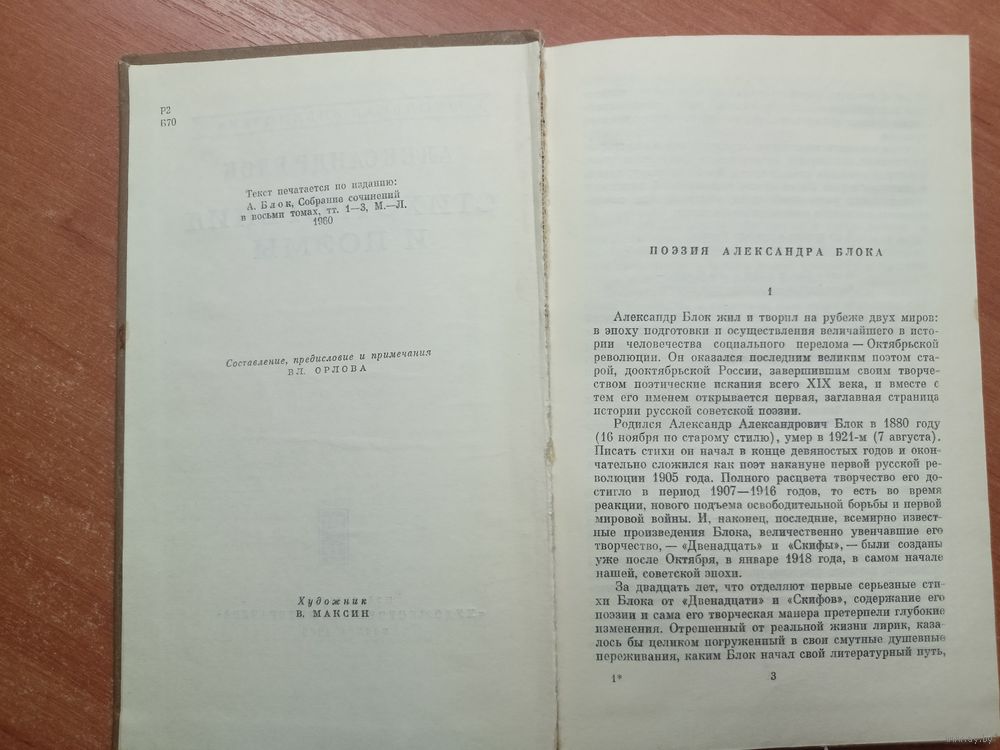 Р2
Б70
Текст печатается по изданию:
А. Блок, Собрание сочинений
в восьми томах, тт. 1—3, М.—Л.
1960
Составление, предисловие и примечания
ВЛ. ОРЛОВА
Художник
В. МАКСИН
ПОЭЗИЯ АЛЕКСАНДРА БЛОКА
1
Александр Блок жил и творил на рубеже двух миров:
в эпоху подготовки и осуществления величайшего в исто-
рии человечества социального перелома — Октябрьской
революции. Он оказался последним великим поэтом ста-
рой, дооктябрьской России, завершившим своим творче-
ством поэтические искания всего XIX века, и вместе с
тем его именем открывается первая, заглавная страница
истории русской советской поэзии.
Родился Александр Александрович Блок в 1880 году
(16 ноября по старому стилю), умер в 1921-м (7 августа).
Писать стихи он начал в конце девяностых годов и окон-
чательно сложился как поэт накануне первой русской ре-
волюции 1905 года. Полного расцвета творчество его до-
стигло в период 1907—1916 годов, то есть во время
реакции, нового подъема освободительной борьбы и первой
мировой войны. И, наконец, последние, всемирно извест-
ные произведения Блока, величественно увенчавшие его
творчество, — «Двенадцать» и «Скифы», — были созданы
уже после Октября, в январе 1918 года, в самом начале
нашей, советской эпохи.
За двадцать лет, что отделяют первые серьезные сти-
хи Блока от «Двенадцати» и «Скифов», содержание его
поэзии и сама его творческая манера претерпели глубокие
изменения. Отрешенный от реальной жизни лирик, каза-
лось бы целиком погруженный в свои смутные душевные
переживания, каким Блок начал свой литературный путь,
1*
3